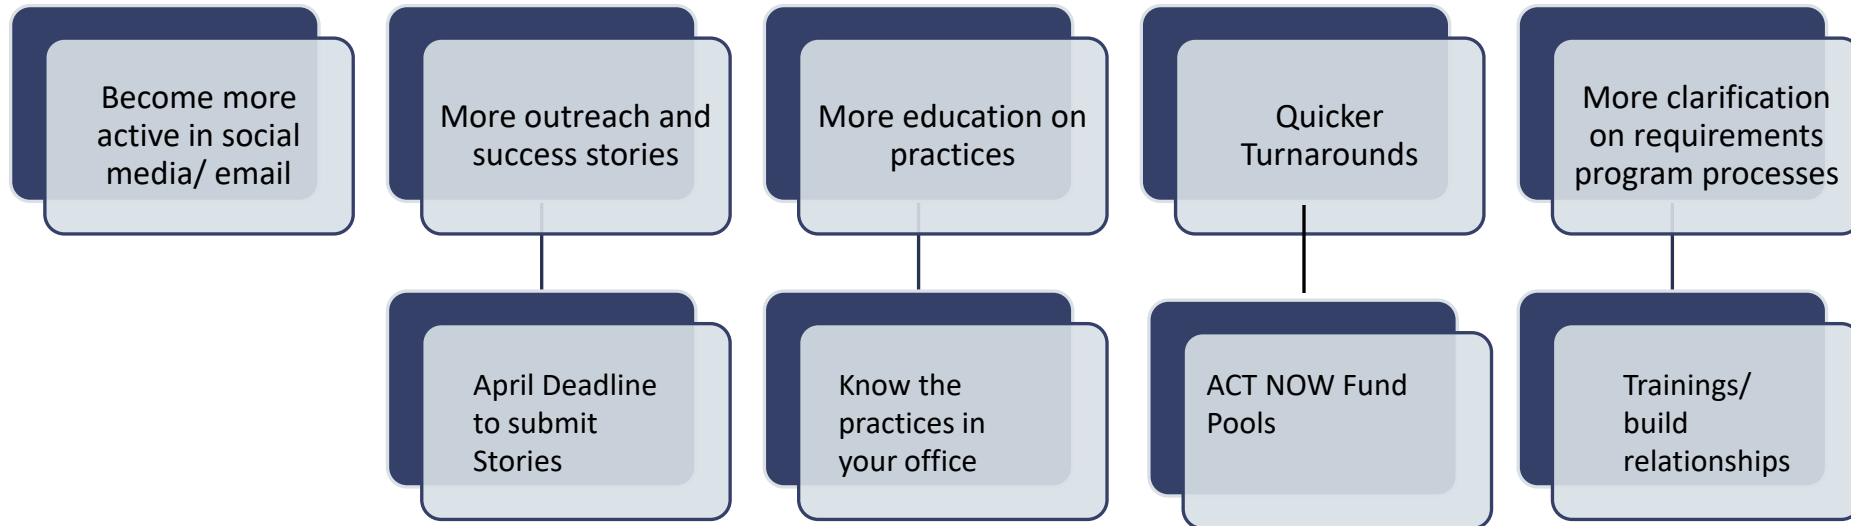 Become more
active in social
media/ email
More outreach and
success stories
More education on
practices
Quicker
Turnarounds
More clarification
on requirements
program processes
April Deadline
to submit
Stories
Know the
practices in
your office
ACT NOW Fund
Pools
Trainings/
build
relationships